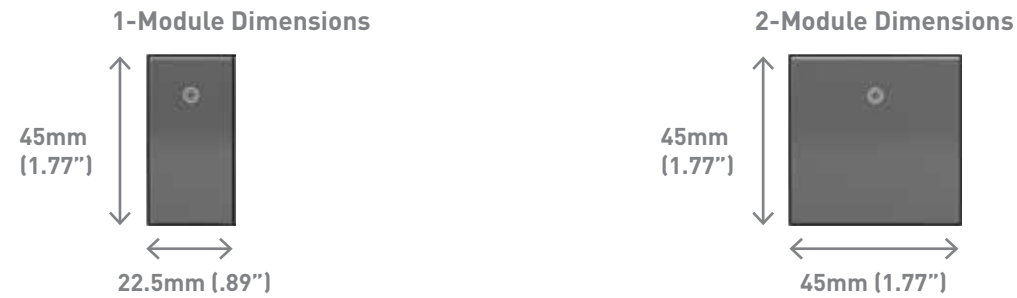 1-Module Dimensions
45mm
(1.77”)
22.5mm (.89”)
2-Module Dimensions
45mm
(1.77”)
45mm (1.77”)